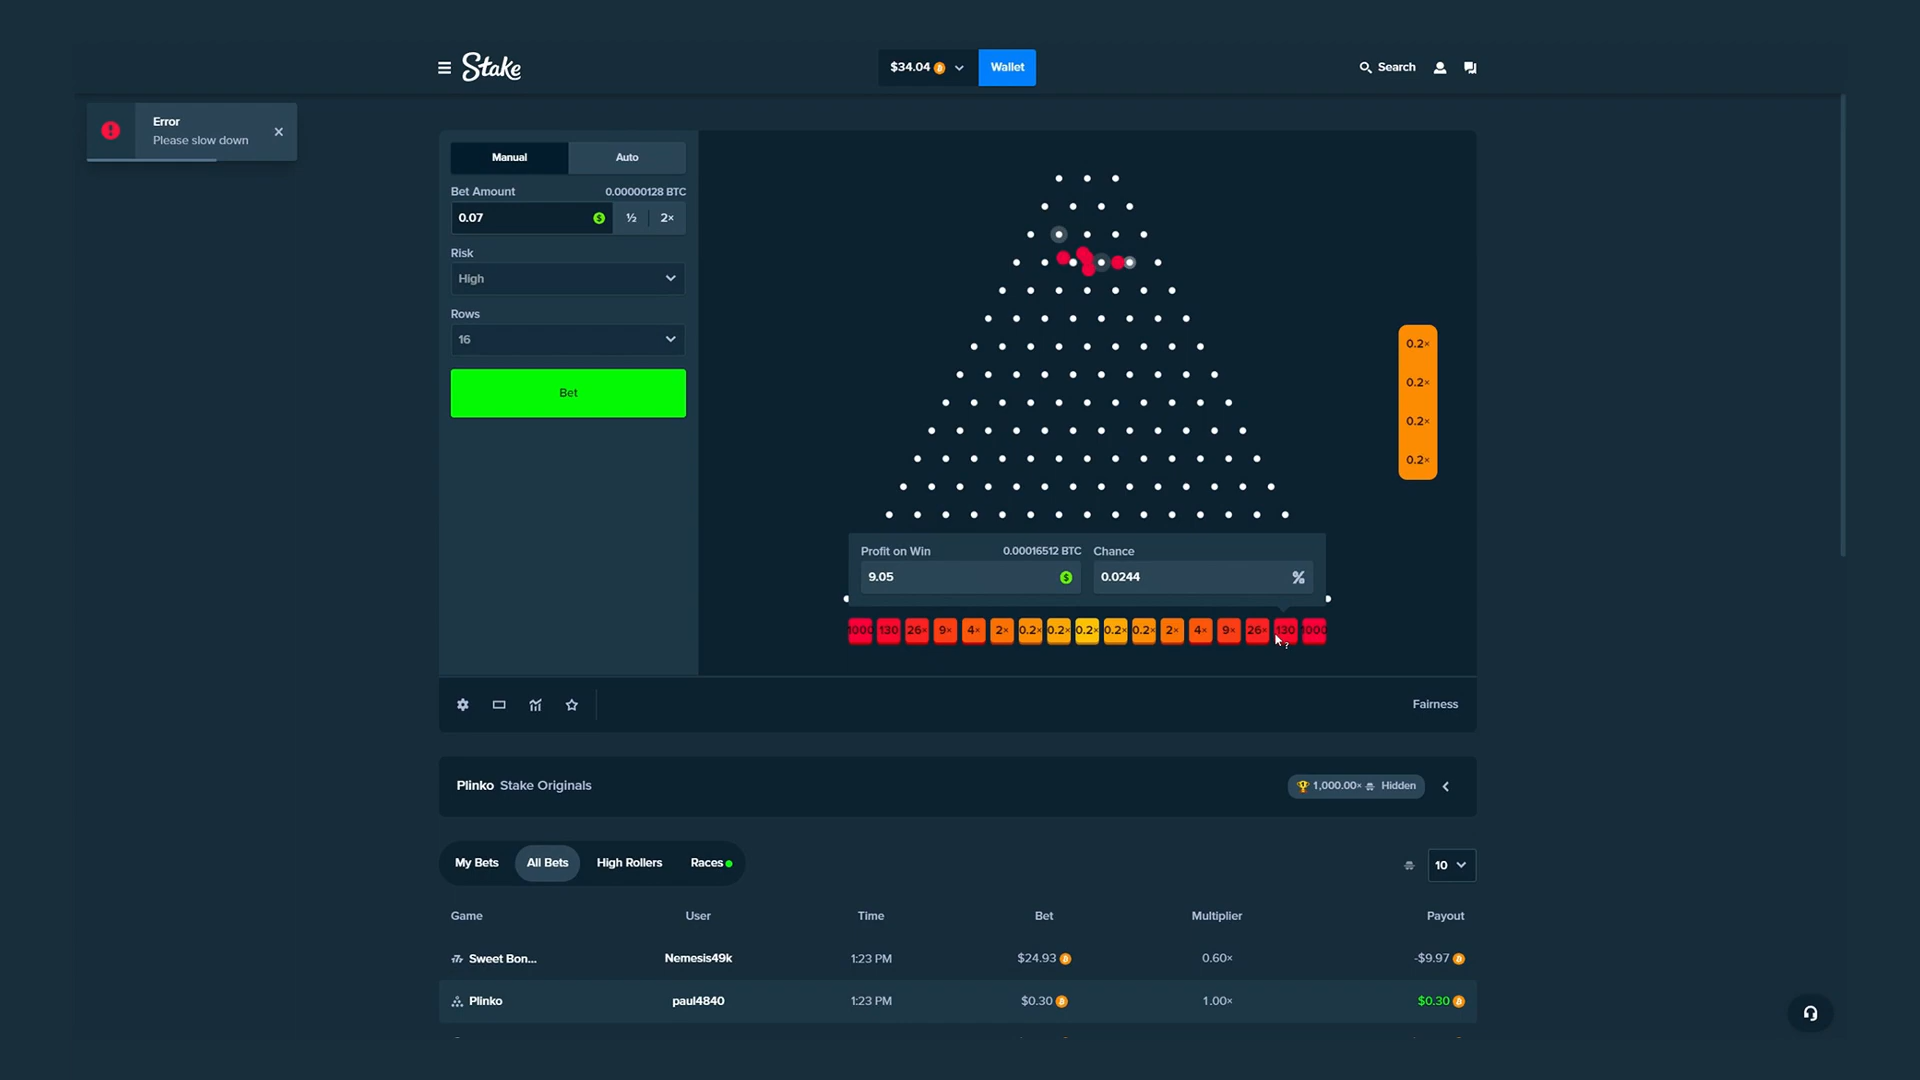 Stake
$34.04
Wallet
Search
Error
Please slow down
Manual
Auto
Bet Amount
0.00000128 BTC
0.07
½
2×
Risk
High
Rows
16
Bet
0.2×
0.2×
0.2×
0.2×
Profit on Win
0.00016512 BTC
Chance
9.05
0.0244
%
1000 130 26× 9× 4× 2× 0.2× 0.2× 0.2× 0.2× 0.2× 2× 4× 9× 26× 130 1000
Fairness
Plinko Stake Originals
1,000.00× Hidden
My Bets
All Bets
High Rollers
Races
10
Game User Time Bet Multiplier Payout
Sweet Bon... Nemesis49k 1:23 PM $24.93 0.60× -$9.97
Plinko paul4840 1:23 PM $0.30 1.00× $0.30